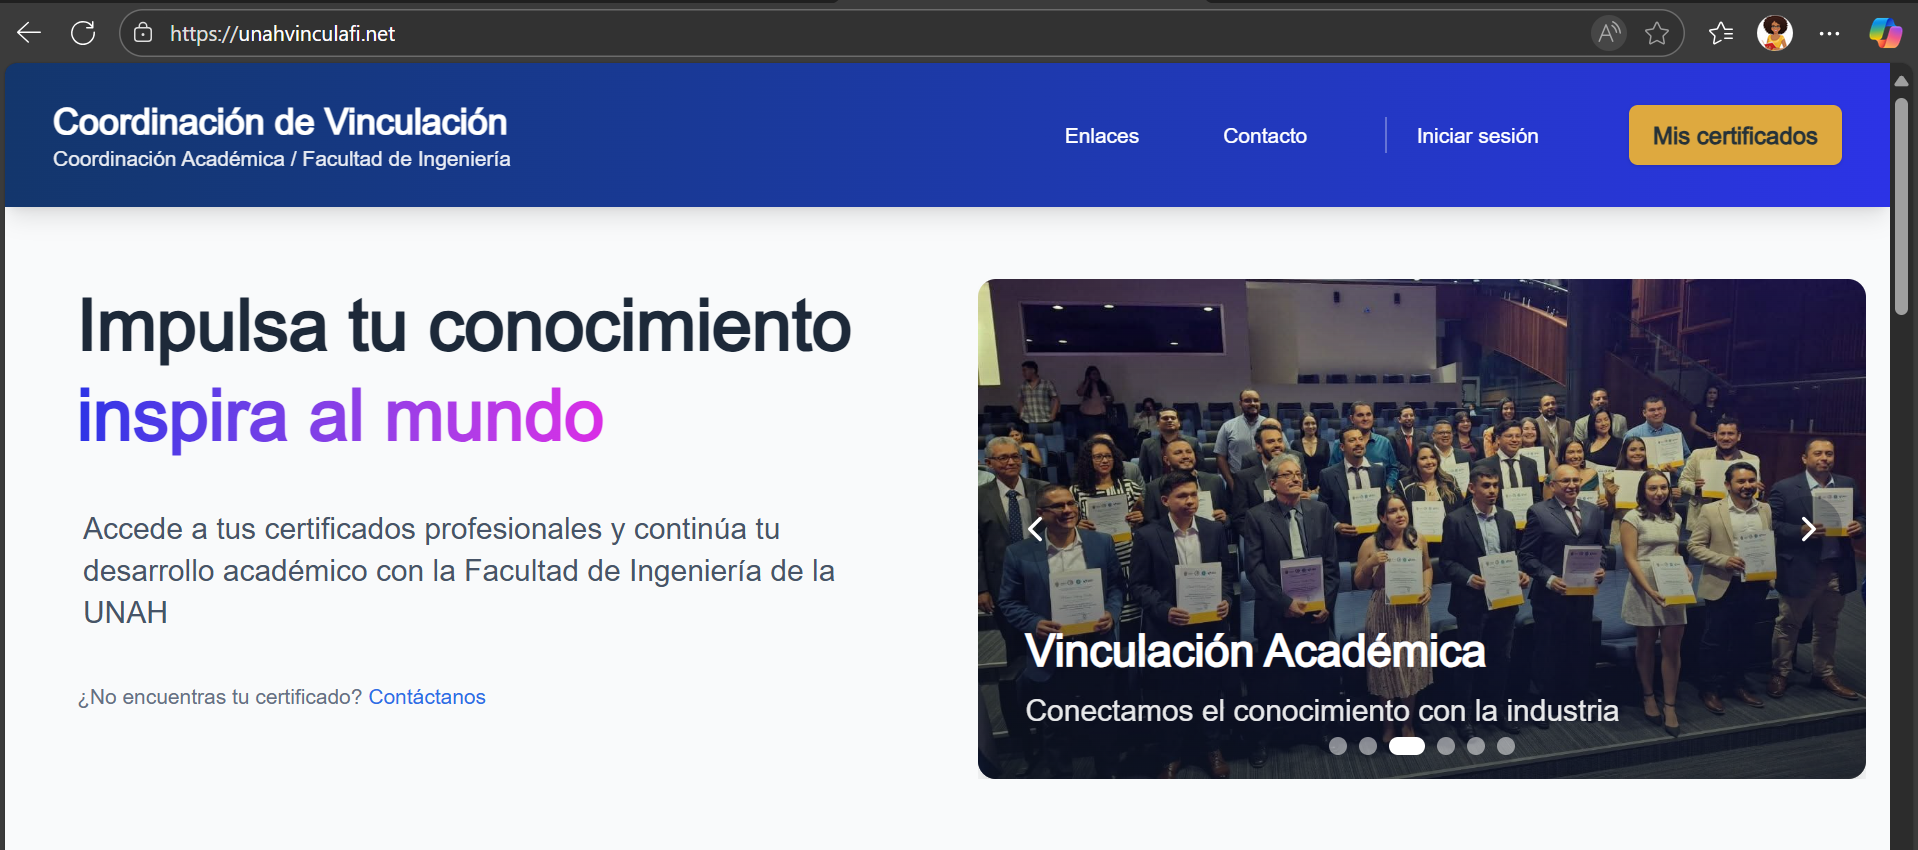 https://unahvinculafi.net
Coordinación de Vinculación
Coordinación Académica / Facultad de Ingeniería
Enlaces
Contacto
Iniciar sesión
Mis certificados
Impulsa tu conocimiento
inspira al mundo
Accede a tus certificados profesionales y continúa tu
desarrollo académico con la Facultad de Ingeniería de la
UNAH
¿No encuentras tu certificado? Contáctanos
Vinculación Académica
Conectamos el conocimiento con la industria